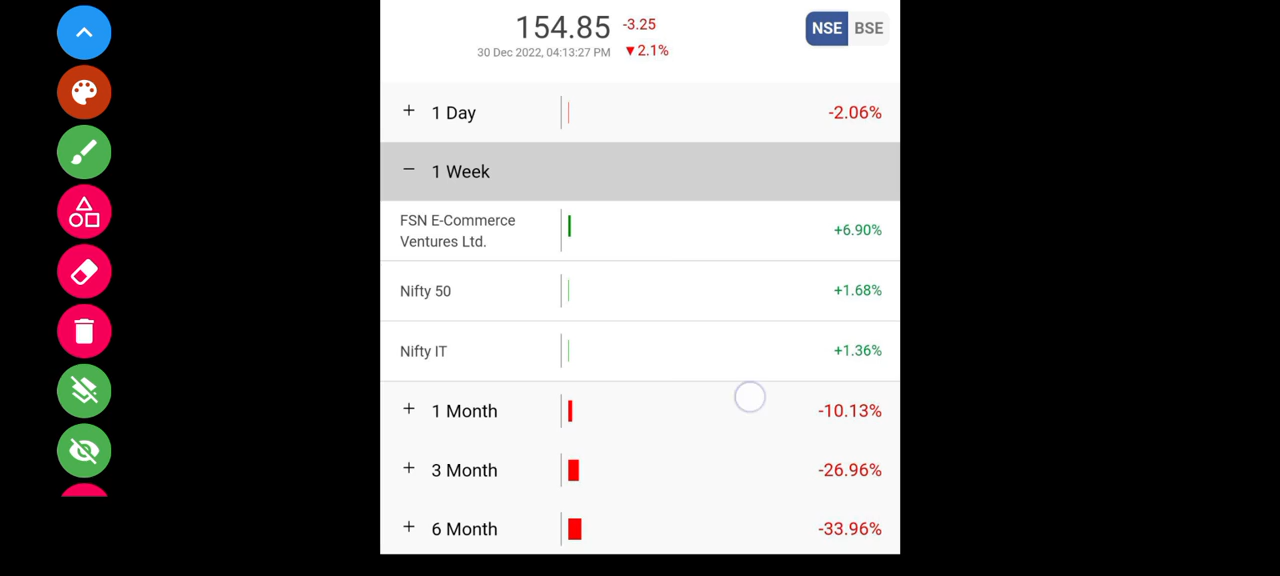 154.85 -3.25
30 Dec 2022, 04:13:27 PM ▼2.1%
NSE BSE
+ 1 Day -2.06%
− 1 Week
FSN E-Commerce
Ventures Ltd. +6.90%
Nifty 50 +1.68%
Nifty IT +1.36%
+ 1 Month -10.13%
+ 3 Month -26.96%
+ 6 Month -33.96%